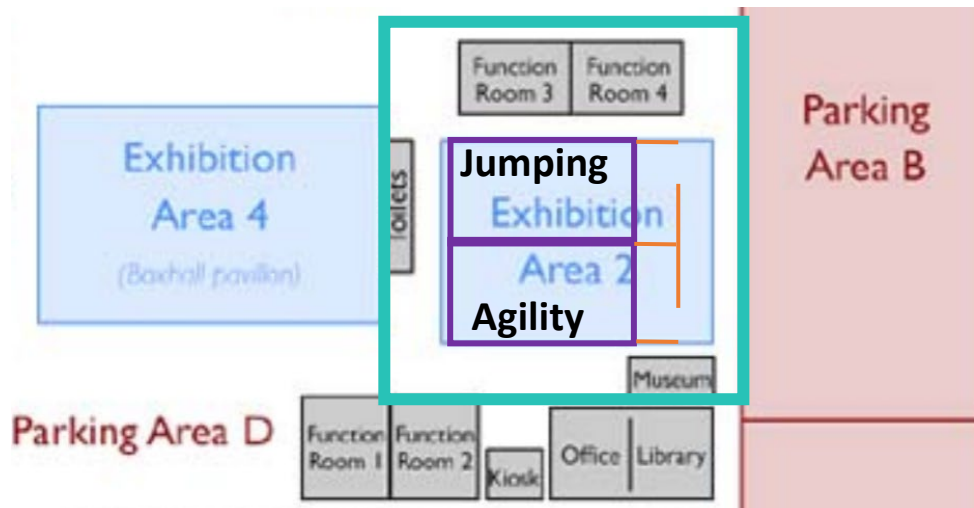 Function
Room 3
Function
Room 4
Parking
Area B
Exhibition
Area 4
(Boxhall pavilion)
Toilets
Jumping
Exhibition
Area 2
Agility
Museum
Parking Area D
Function
Room 1
Function
Room 2
Kiosk
Office
Library